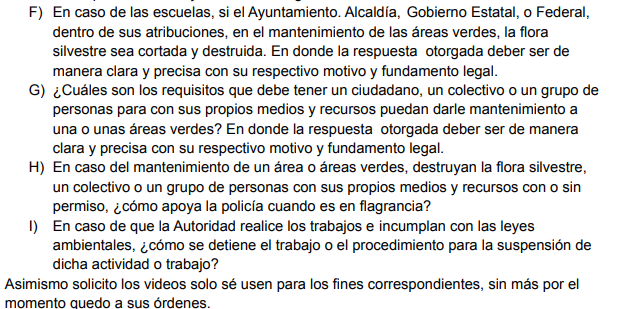 F) En caso de las escuelas, si el Ayuntamiento. Alcaldía, Gobierno Estatal, o Federal,
dentro de sus atribuciones, en el mantenimiento de las áreas verdes, la flora
silvestre sea cortada y destruida. En donde la respuesta otorgada deber ser de
manera clara y precisa con su respectivo motivo y fundamento legal.
G) ¿Cuáles son los requisitos que debe tener un ciudadano, un colectivo o un grupo de
personas para con sus propios medios y recursos puedan darle mantenimiento a
una o unas áreas verdes? En donde la respuesta otorgada deber ser de manera
clara y precisa con su respectivo motivo y fundamento legal.
H) En caso del mantenimiento de un área o áreas verdes, destruyan la flora silvestre,
un colectivo o un grupo de personas con sus propios medios y recursos con o sin
permiso, ¿cómo apoya la policía cuando es en flagrancia?
I) En caso de que la Autoridad realice los trabajos e incumplan con las leyes
ambientales, ¿cómo se detiene el trabajo o el procedimiento para la suspensión de
dicha actividad o trabajo?
Asimismo solicito los videos solo sé usen para los fines correspondientes, sin más por el
momento quedo a sus órdenes.